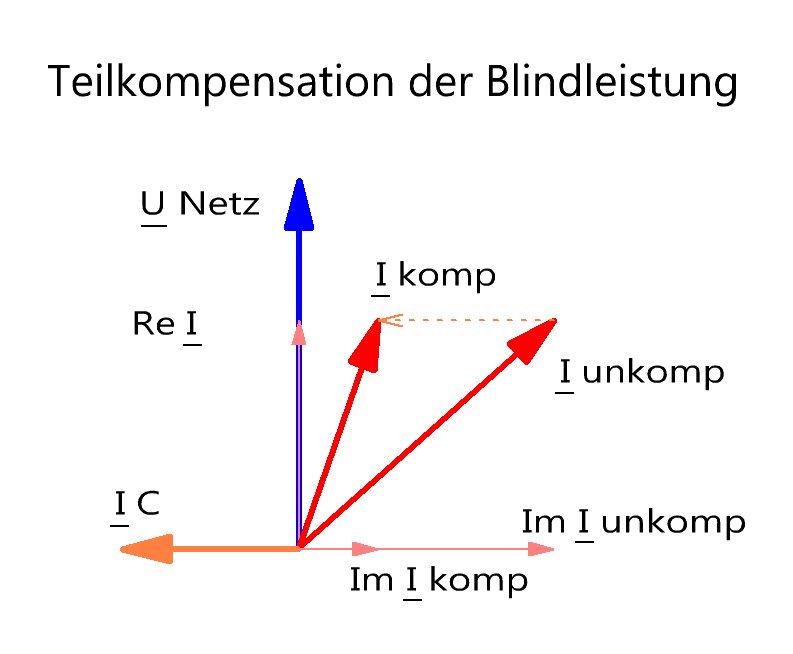 Teilkompensation der Blindleistung
U Netz
I komp
Re I
I unkomp
I C
Im I unkomp
Im I komp